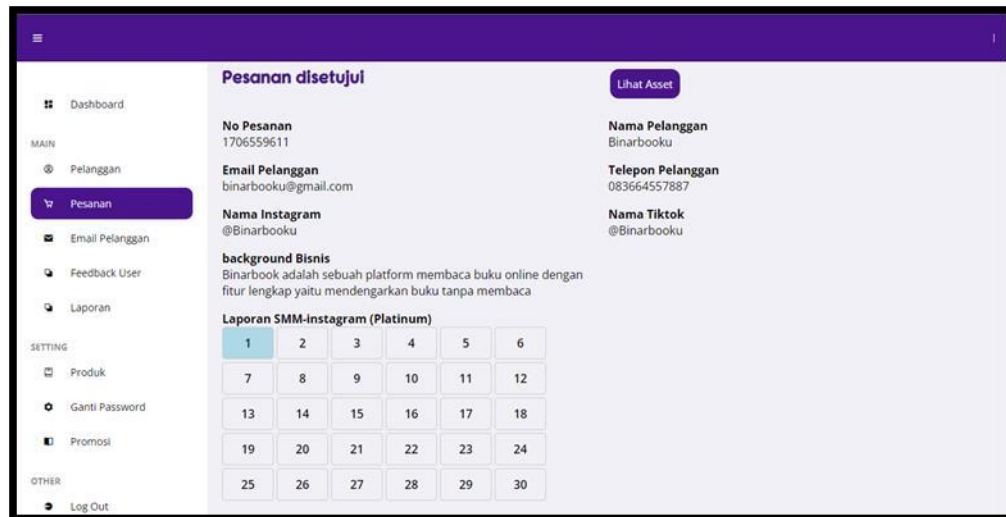 Dashboard
MAIN
Pelanggan
Pesanan
Email Pelanggan
Feedback User
Laporan
SETTING
Produk
Ganti Password
Promosi
OTHER
Log Out
Pesanan disetujui
Lihat Asset
No Pesanan
1706559611
Nama Pelanggan
Binarbooku
Email Pelanggan
binarbooku@gmail.com
Telepon Pelanggan
083664557887
Nama Instagram
@Binarbooku
Nama Tiktok
@Binarbooku
background Bisnis
Binarbook adalah sebuah platform membaca buku online dengan
fitur lengkap yaitu mendengarkan buku tanpa membaca
Laporan SMM-instagram (Platinum)
1 2 3 4 5 6
7 8 9 10 11 12
13 14 15 16 17 18
19 20 21 22 23 24
25 26 27 28 29 30